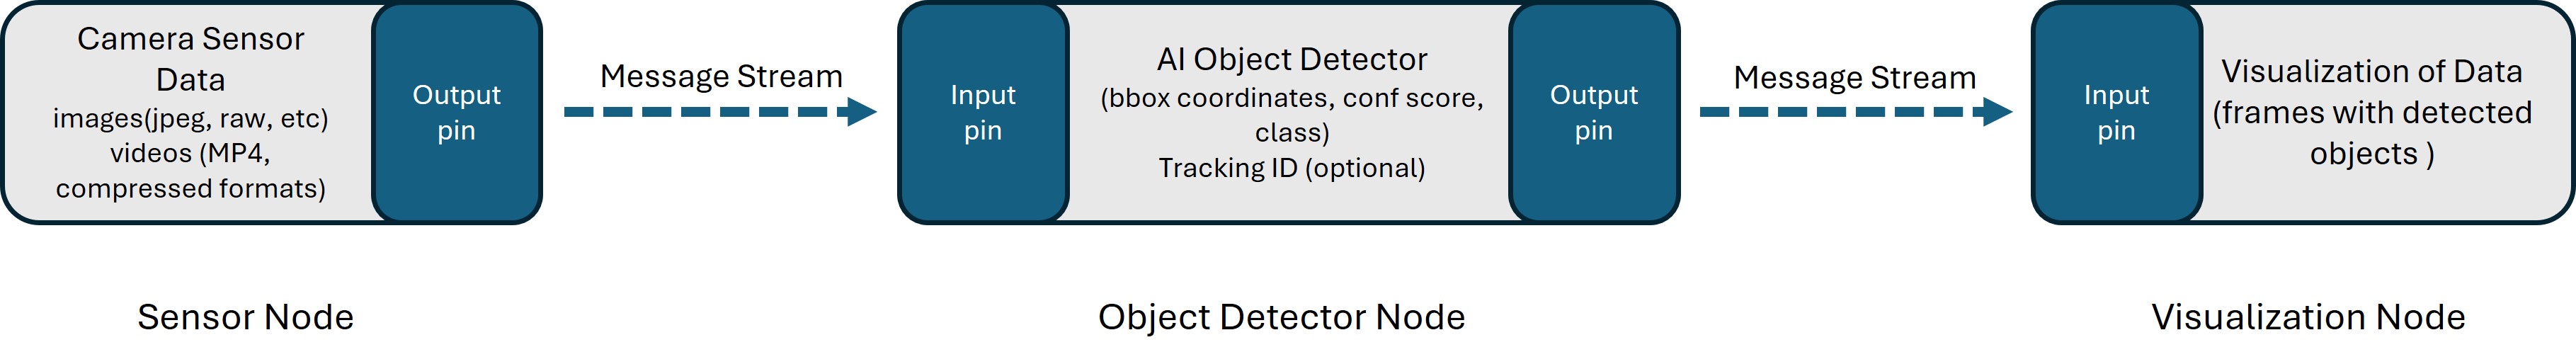 Camera Sensor
Data
images(jpeg, raw, etc)
videos (MP4,
compressed formats)
Output
pin
Message Stream
Input
pin
AI Object Detector
(bbox coordinates, conf score,
class)
Tracking ID (optional)
Output
pin
Message Stream
Input
pin
Visualization of Data
(frames with detected
objects )
Sensor Node
Object Detector Node
Visualization Node